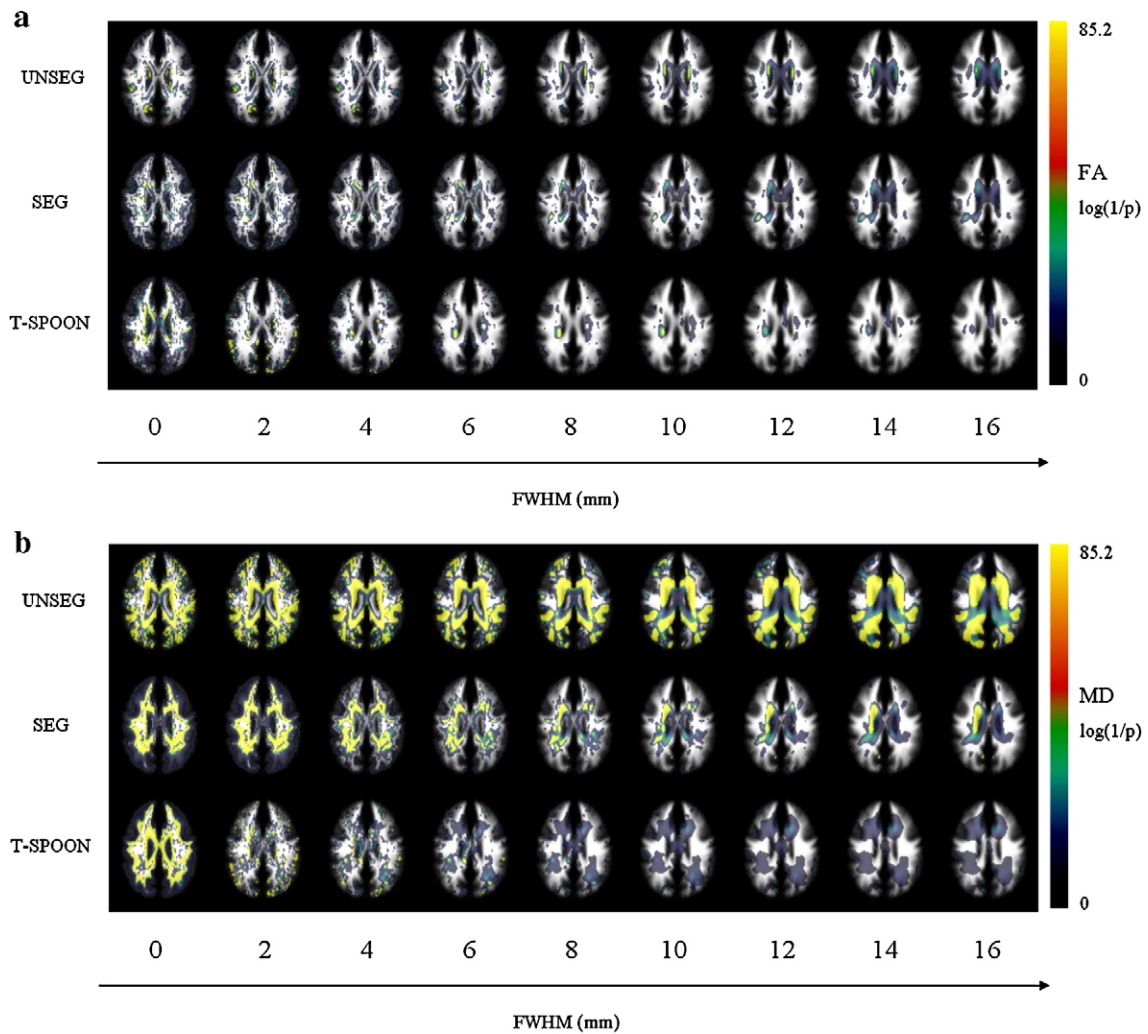 a
85.2
UNSEG
SEG
FA
log(1/p)
T-SPOON
0
0 2 4 6 8 10 12 14 16
FWHM (mm)
b
85.2
UNSEG
SEG
MD
log(1/p)
T-SPOON
0
0 2 4 6 8 10 12 14 16
FWHM (mm)